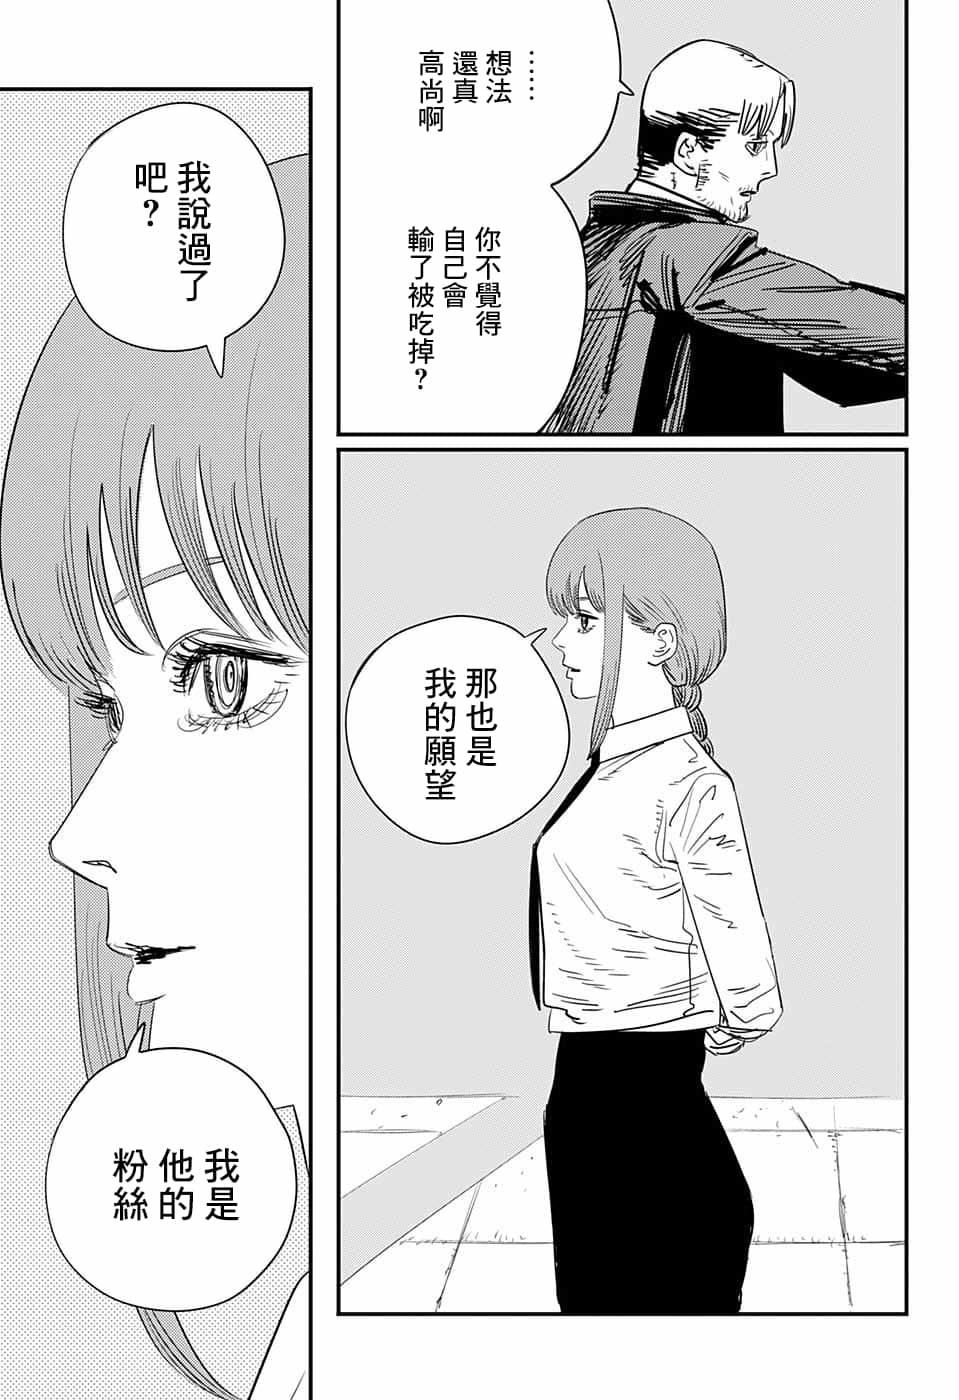 ……
想法
還真
高尚啊
你不覺得
自己會
輸了被吃掉?
那也是
我的願望
我說過了
吧?
我是
他的
粉絲